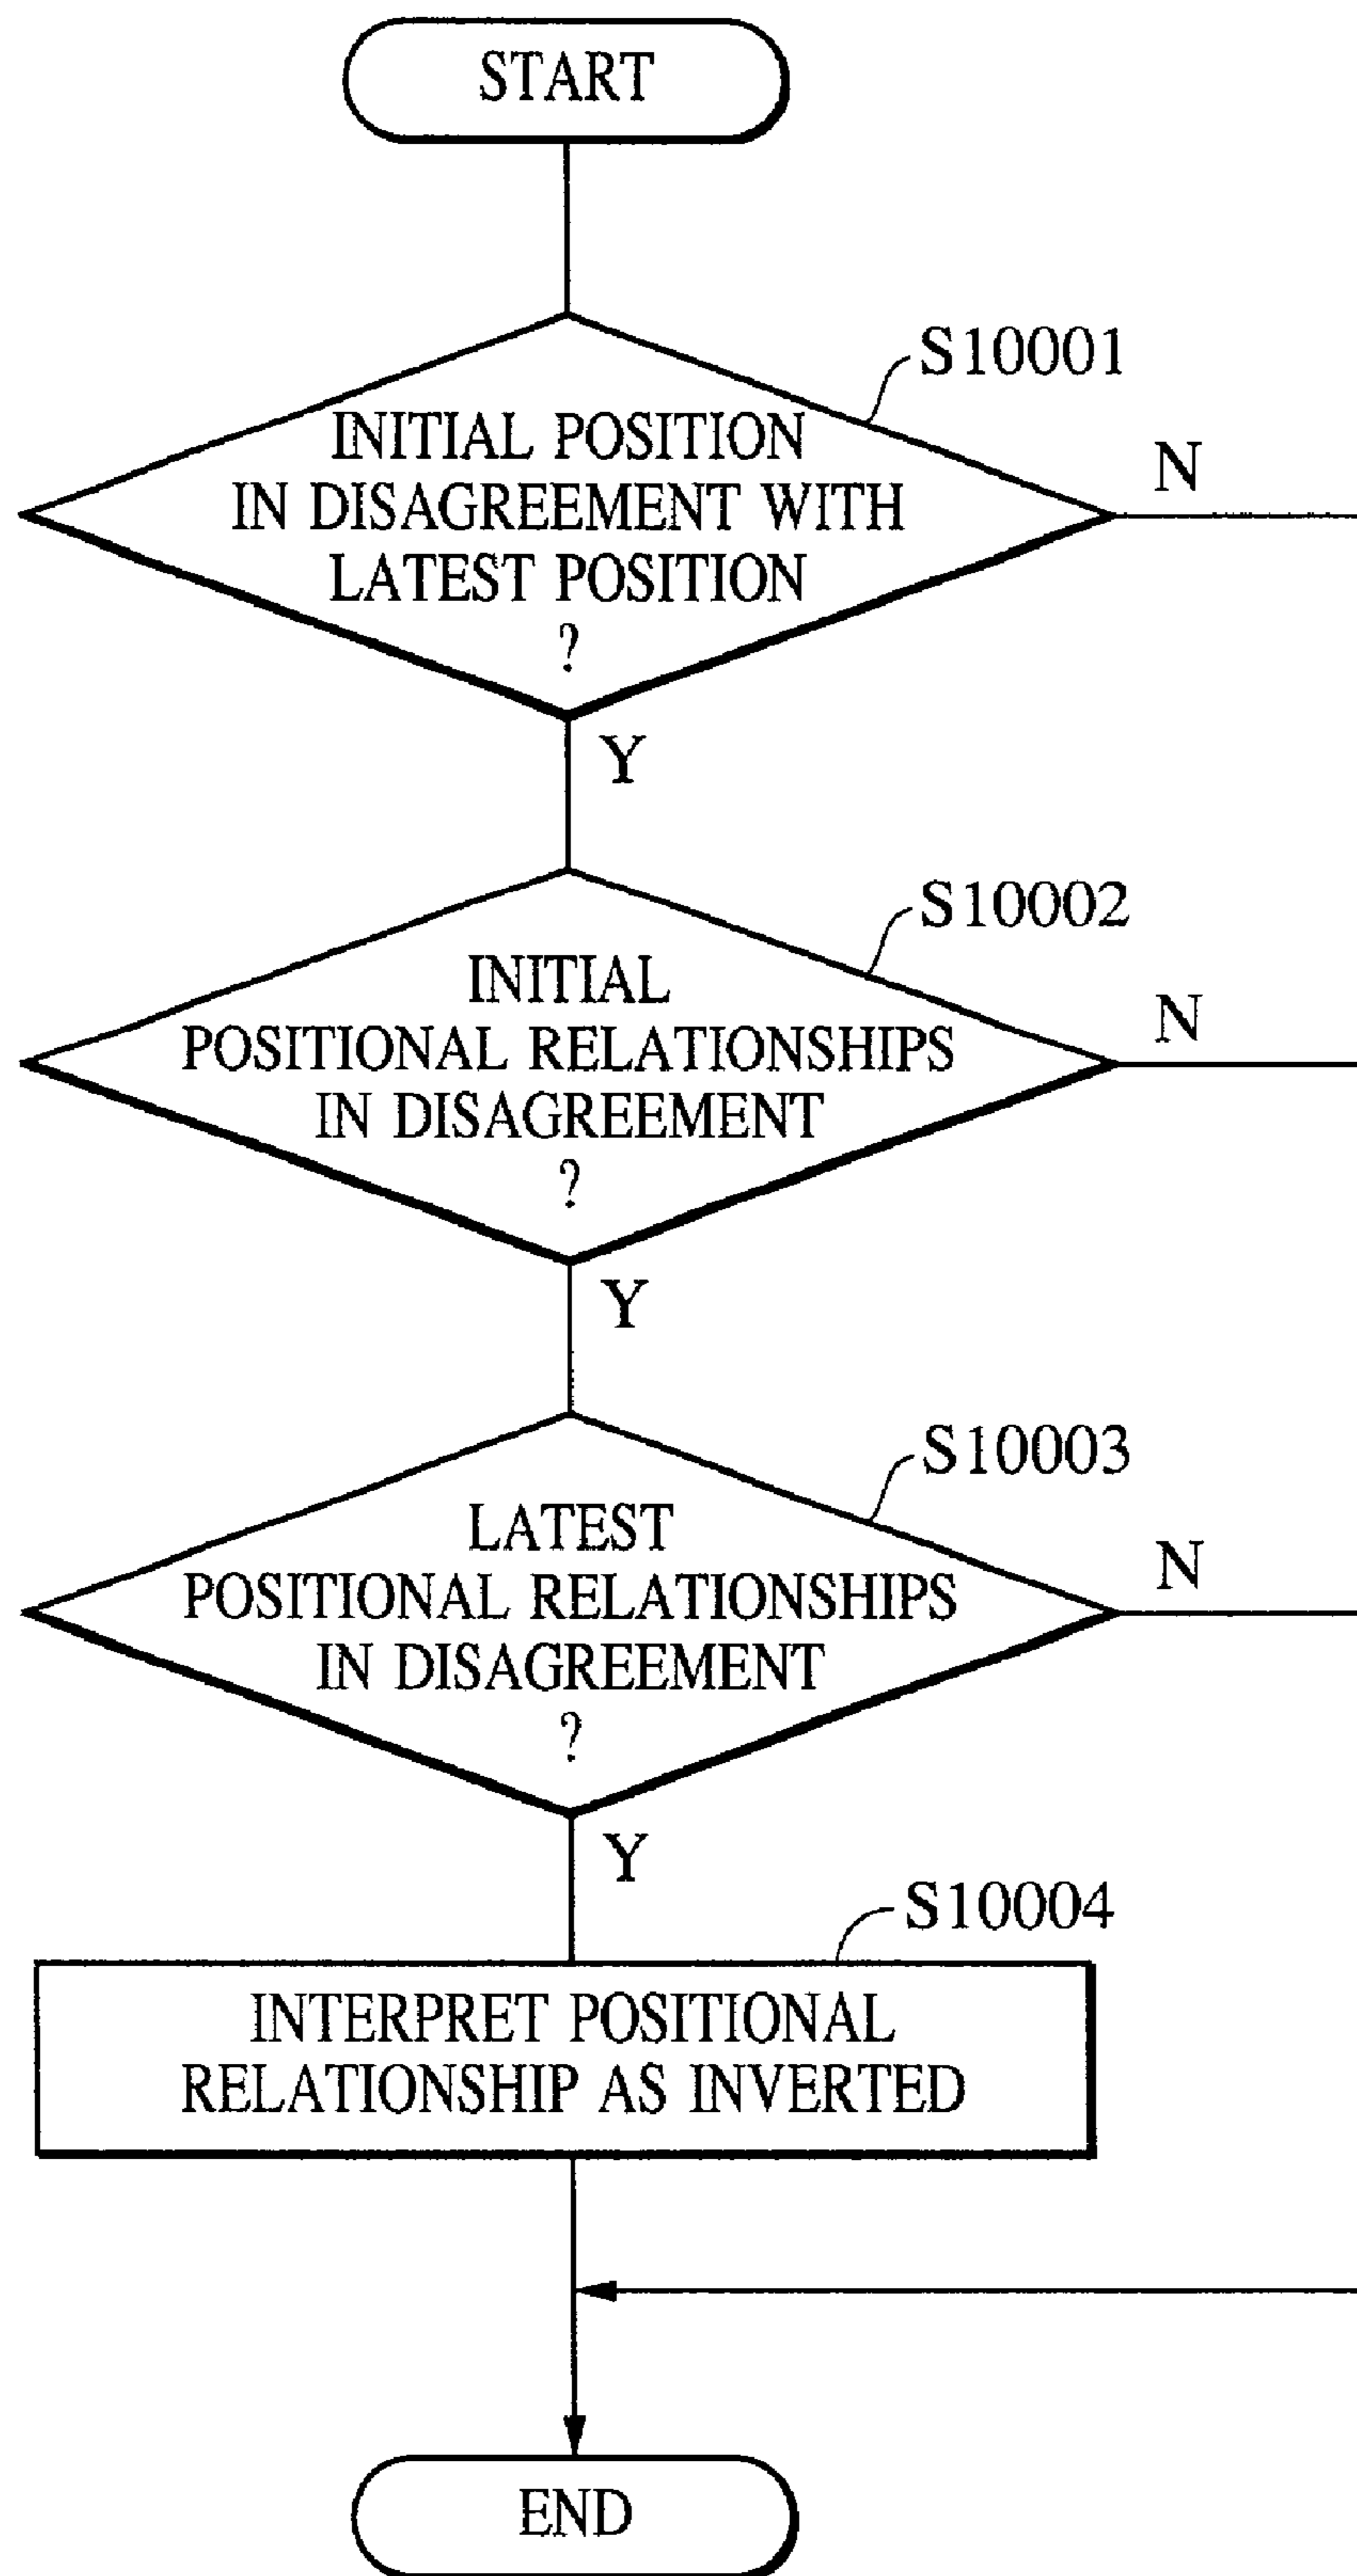 START
S10001
INITIAL POSITION
IN DISAGREEMENT WITH
LATEST POSITION
?
N
Y
S10002
INITIAL
POSITIONAL RELATIONSHIPS
IN DISAGREEMENT
?
N
Y
S10003
LATEST
POSITIONAL RELATIONSHIPS
IN DISAGREEMENT
?
N
Y
S10004
INTERPRET POSITIONAL
RELATIONSHIP AS INVERTED
END